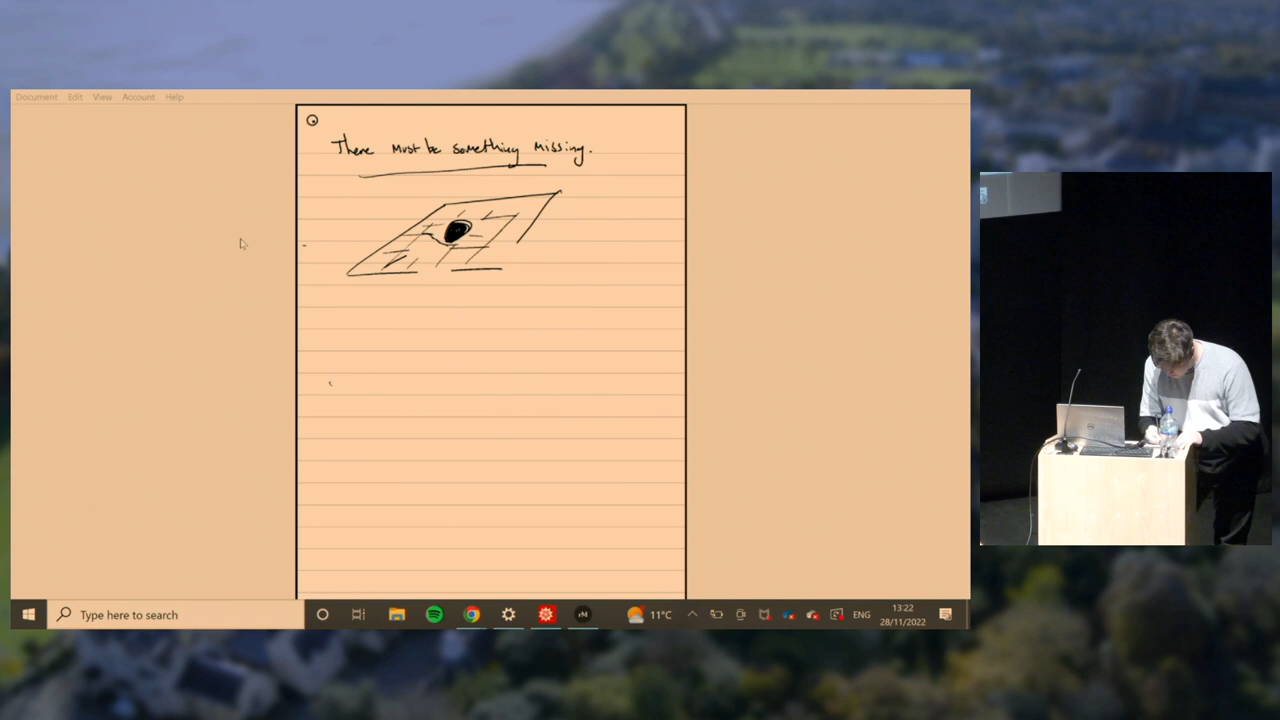 Document Edit View Account Help
There must be something missing.
Type here to search
rM
11°C
ENG
13:22
28/11/2022